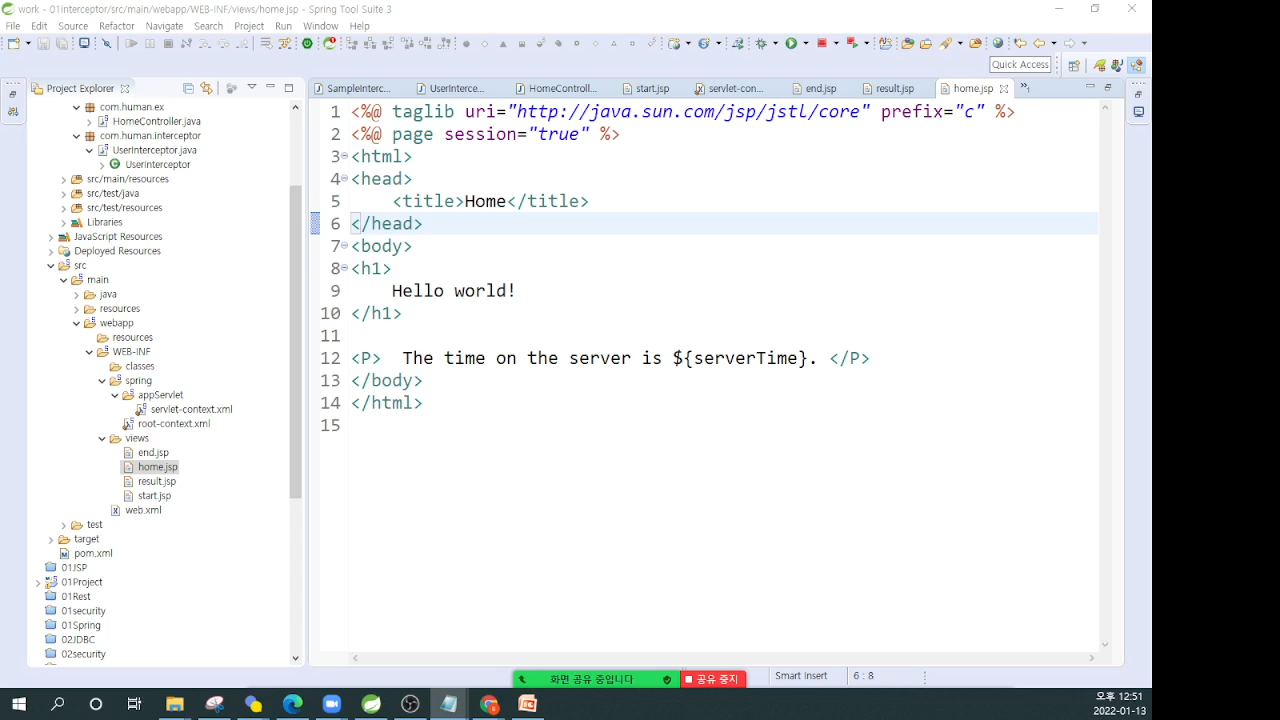 work - 01interceptor/src/main/webapp/WEB-INF/views/home.jsp - Spring Tool Suite 3
File Edit Source Refactor Navigate Search Project Run Window Help
Quick Access
Project Explorer
com.human.ex
HomeController.java
com.human.interceptor
UserInterceptor.java
UserInterceptor
src/main/resources
src/test/java
src/test/resources
Libraries
JavaScript Resources
Deployed Resources
src
main
java
resources
webapp
resources
WEB-INF
classes
spring
appServlet
servlet-context.xml
root-context.xml
views
end.jsp
home.jsp
result.jsp
start.jsp
web.xml
test
target
pom.xml
01JSP
01Project
01Rest
01security
01Spring
02JDBC
02security
SampleInterc... UserInterce... HomeControll... start.jsp servlet-con... end.jsp result.jsp home.jsp »1
1 <%@ taglib uri="http://java.sun.com/jsp/jstl/core" prefix="c" %>
2 <%@ page session="true" %>
3 <html>
4 <head>
5 <title>Home</title>
6 </head>
7 <body>
8 <h1>
9 Hello world!
10 </h1>
11
12 <P>  The time on the server is ${serverTime}. </P>
13 </body>
14 </html>
15
화면 공유 중입니다 공유 중지
Smart Insert 6 : 8
오후 12:51
2022-01-13